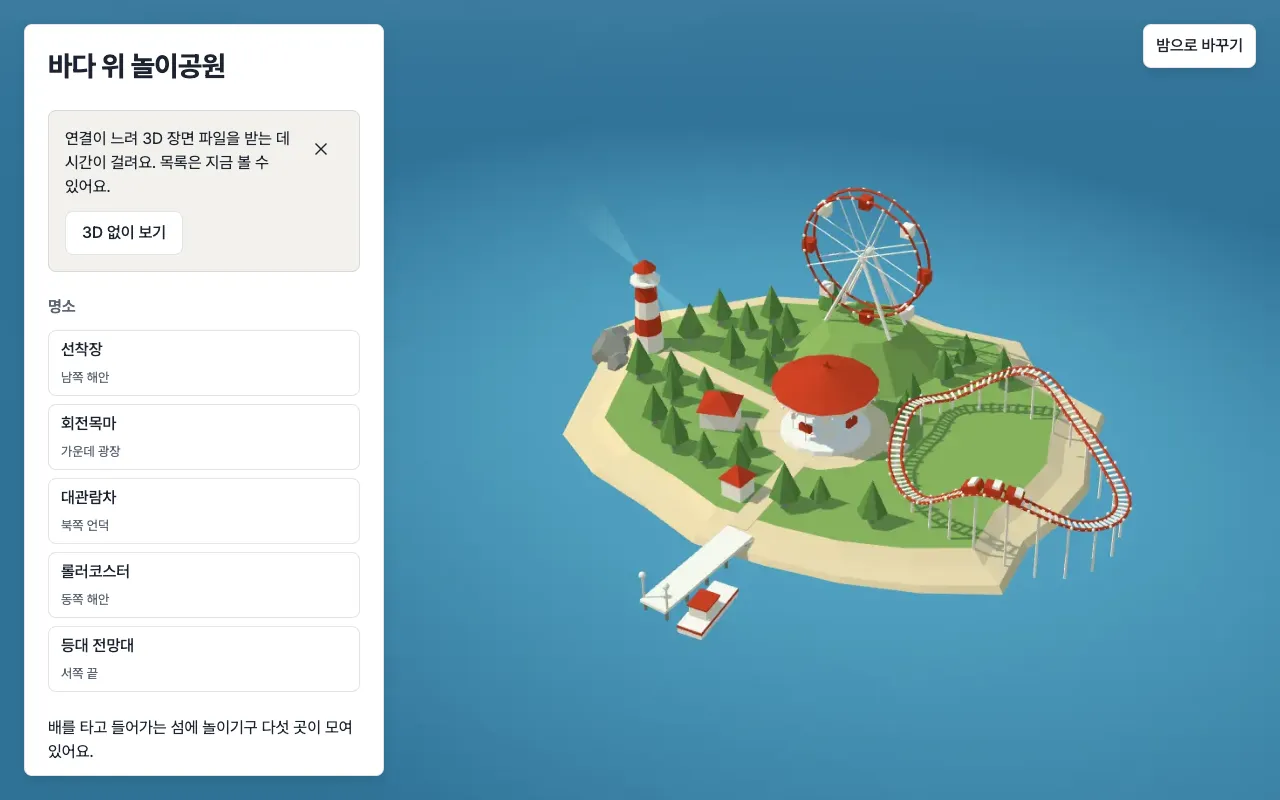 바다 위 놀이공원
밤으로 바꾸기
연결이 느려 3D 장면 파일을 받는 데
시간이 걸려요. 목록은 지금 볼 수
있어요.
3D 없이 보기
명소
선착장
남쪽 해안
회전목마
가운데 광장
대관람차
북쪽 언덕
롤러코스터
동쪽 해안
등대 전망대
서쪽 끝
배를 타고 들어가는 섬에 놀이기구 다섯 곳이 모여
있어요.